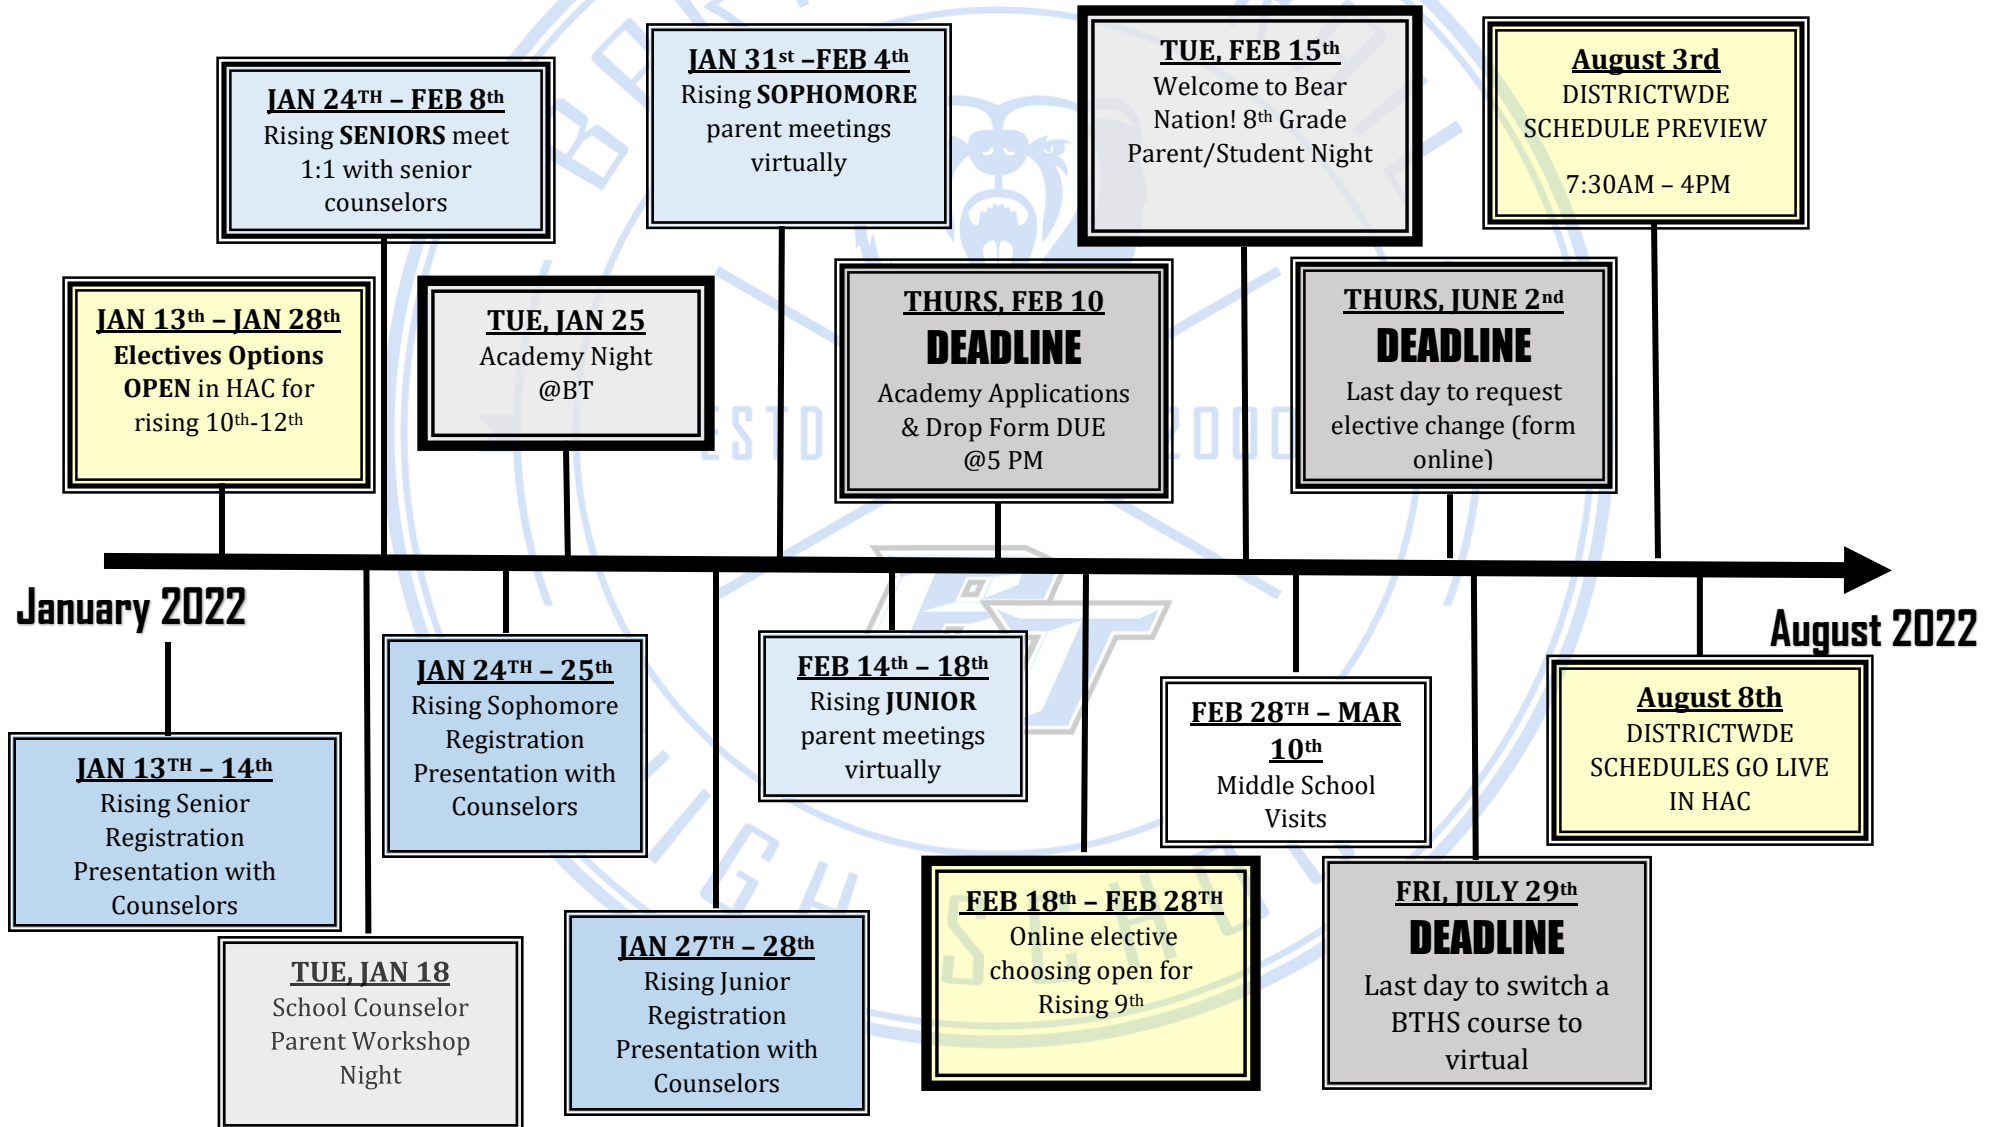 JAN 24TH – FEB 8th
Rising SENIORS meet
1:1 with senior
counselors
JAN 31st –FEB 4th
Rising SOPHOMORE
parent meetings
virtually
TUE, FEB 15th
Welcome to Bear
Nation! 8th Grade
Parent/Student Night
August 3rd
DISTRICTWDE
SCHEDULE PREVIEW
7:30AM – 4PM
JAN 13th – JAN 28th
Electives Options
OPEN in HAC for
rising 10th-12th
TUE, JAN 25
Academy Night
@BT
THURS, FEB 10
DEADLINE
Academy Applications
& Drop Form DUE
@5 PM
THURS, JUNE 2nd
DEADLINE
Last day to request
elective change (form
online)
ESTD 2000
BT
January 2022
August 2022
JAN 13TH – 14th
Rising Senior
Registration
Presentation with
Counselors
TUE, JAN 18
School Counselor
Parent Workshop
Night
JAN 24TH – 25th
Rising Sophomore
Registration
Presentation with
Counselors
JAN 27TH – 28th
Rising Junior
Registration
Presentation with
Counselors
FEB 14th – 18th
Rising JUNIOR
parent meetings
virtually
FEB 18th – FEB 28TH
Online elective
choosing open for
Rising 9th
FEB 28TH – MAR
10th
Middle School
Visits
FRI, JULY 29th
DEADLINE
Last day to switch a
BTHS course to
virtual
August 8th
DISTRICTWDE
SCHEDULES GO LIVE
IN HAC